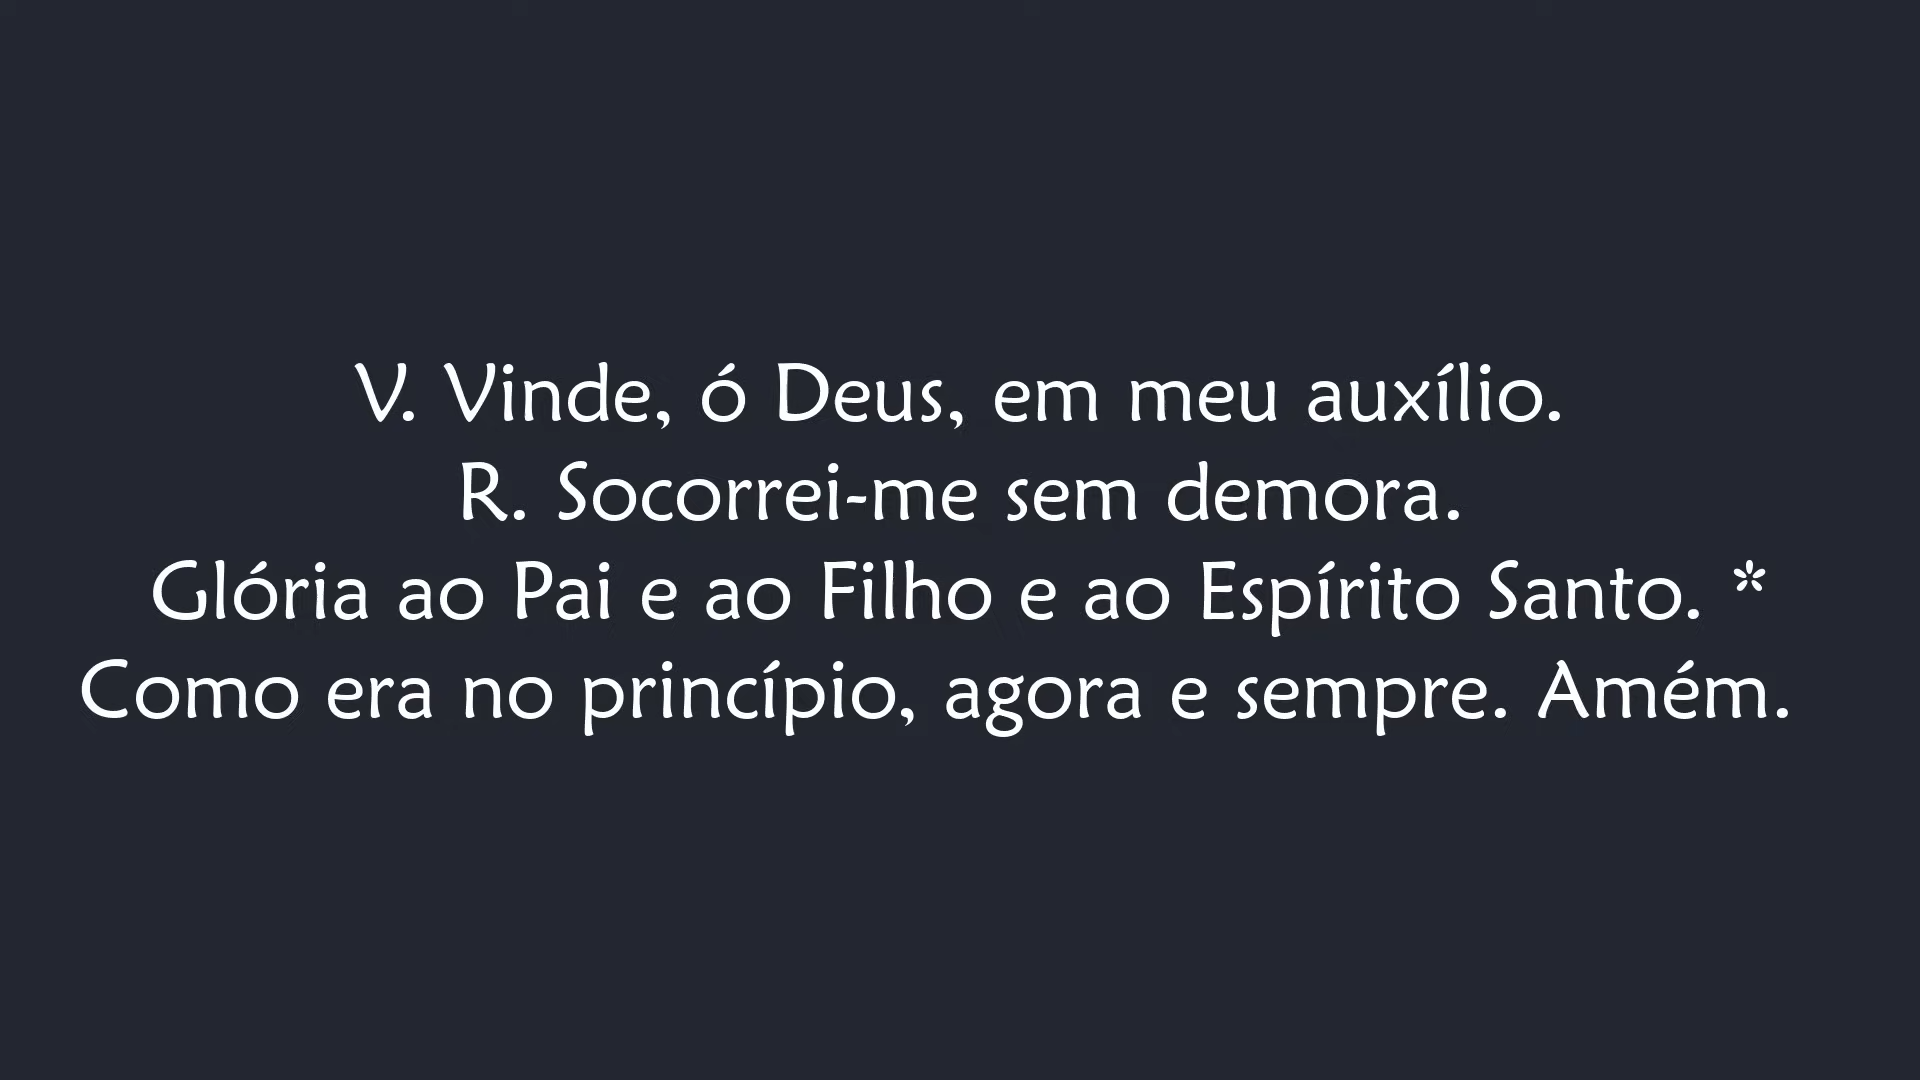 V. Vinde, ó Deus, em meu auxílio.
R. Socorrei-me sem demora.
Glória ao Pai e ao Filho e ao Espírito Santo. *
Como era no princípio, agora e sempre. Amém.